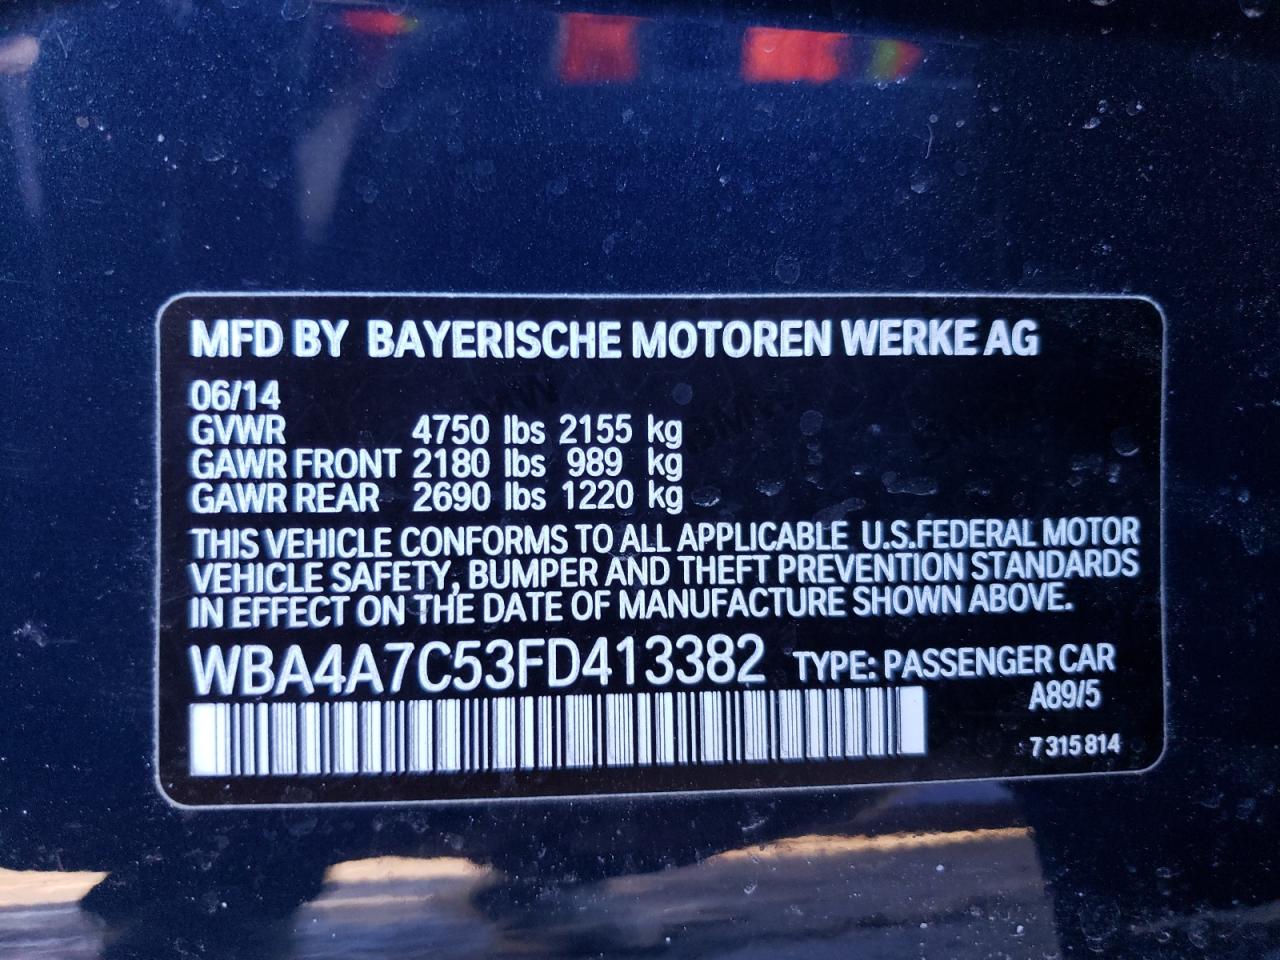 MFD BY BAYERISCHE MOTOREN WERKE AG
06/14
GVWR 4750 lbs 2155 kg
GAWR FRONT 2180 lbs 989 kg
GAWR REAR 2690 lbs 1220 kg
THIS VEHICLE CONFORMS TO ALL APPLICABLE U.S.FEDERAL MOTOR
VEHICLE SAFETY, BUMPER AND THEFT PREVENTION STANDARDS
IN EFFECT ON THE DATE OF MANUFACTURE SHOWN ABOVE.
WBA4A7C53FD413382 TYPE: PASSENGER CAR
A89/5
7 315 814